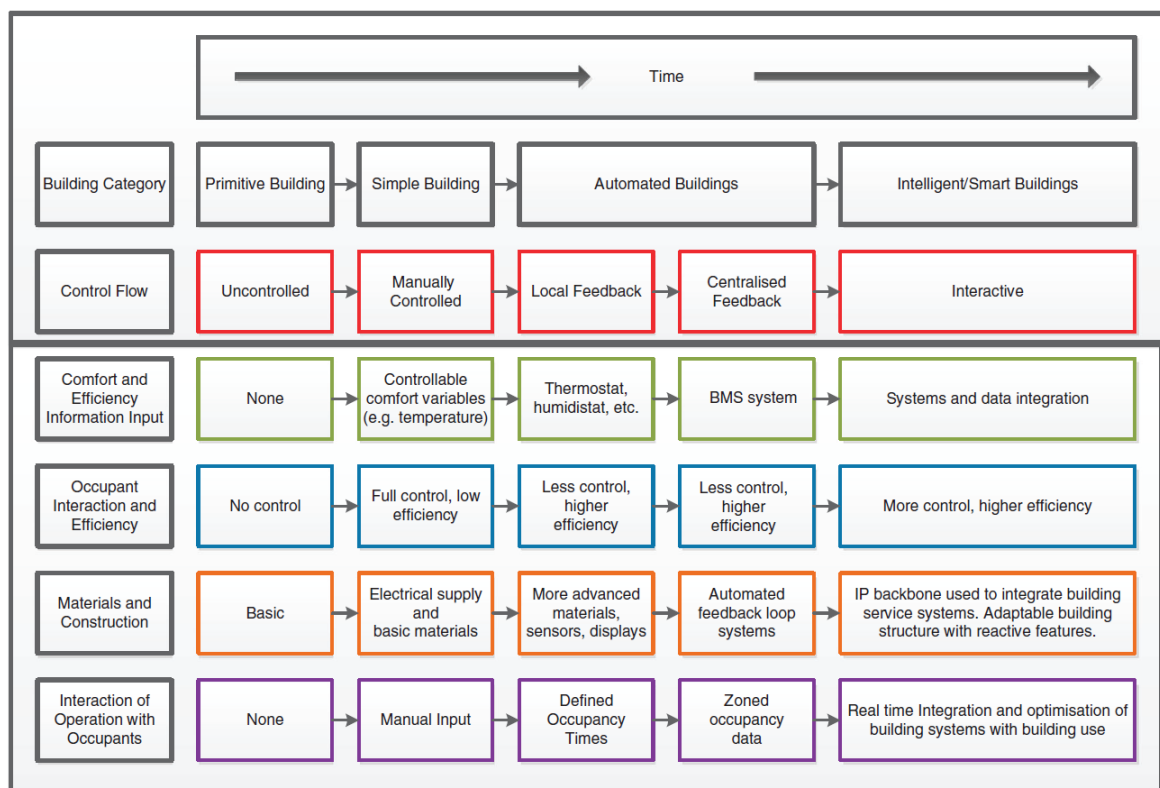 Time
Building Category
Primitive Building
Simple Building
Automated Buildings
Intelligent/Smart Buildings
Control Flow
Uncontrolled
Manually
Controlled
Local Feedback
Centralised
Feedback
Interactive
Comfort and
Efficiency
Information Input
None
Controllable
comfort variables
(e.g. temperature)
Thermostat,
humidistat, etc.
BMS system
Systems and data integration
Occupant
Interaction and
Efficiency
No control
Full control, low
efficiency
Less control,
higher
efficiency
Less control,
higher
efficiency
More control, higher efficiency
Materials and
Construction
Basic
Electrical supply
and
basic materials
More advanced
materials,
sensors, displays
Automated
feedback loop
systems
IP backbone used to integrate building
service systems. Adaptable building
structure with reactive features.
Interaction of
Operation with
Occupants
None
Manual Input
Defined
Occupancy
Times
Zoned
occupancy
data
Real time Integration and optimisation of
building systems with building use